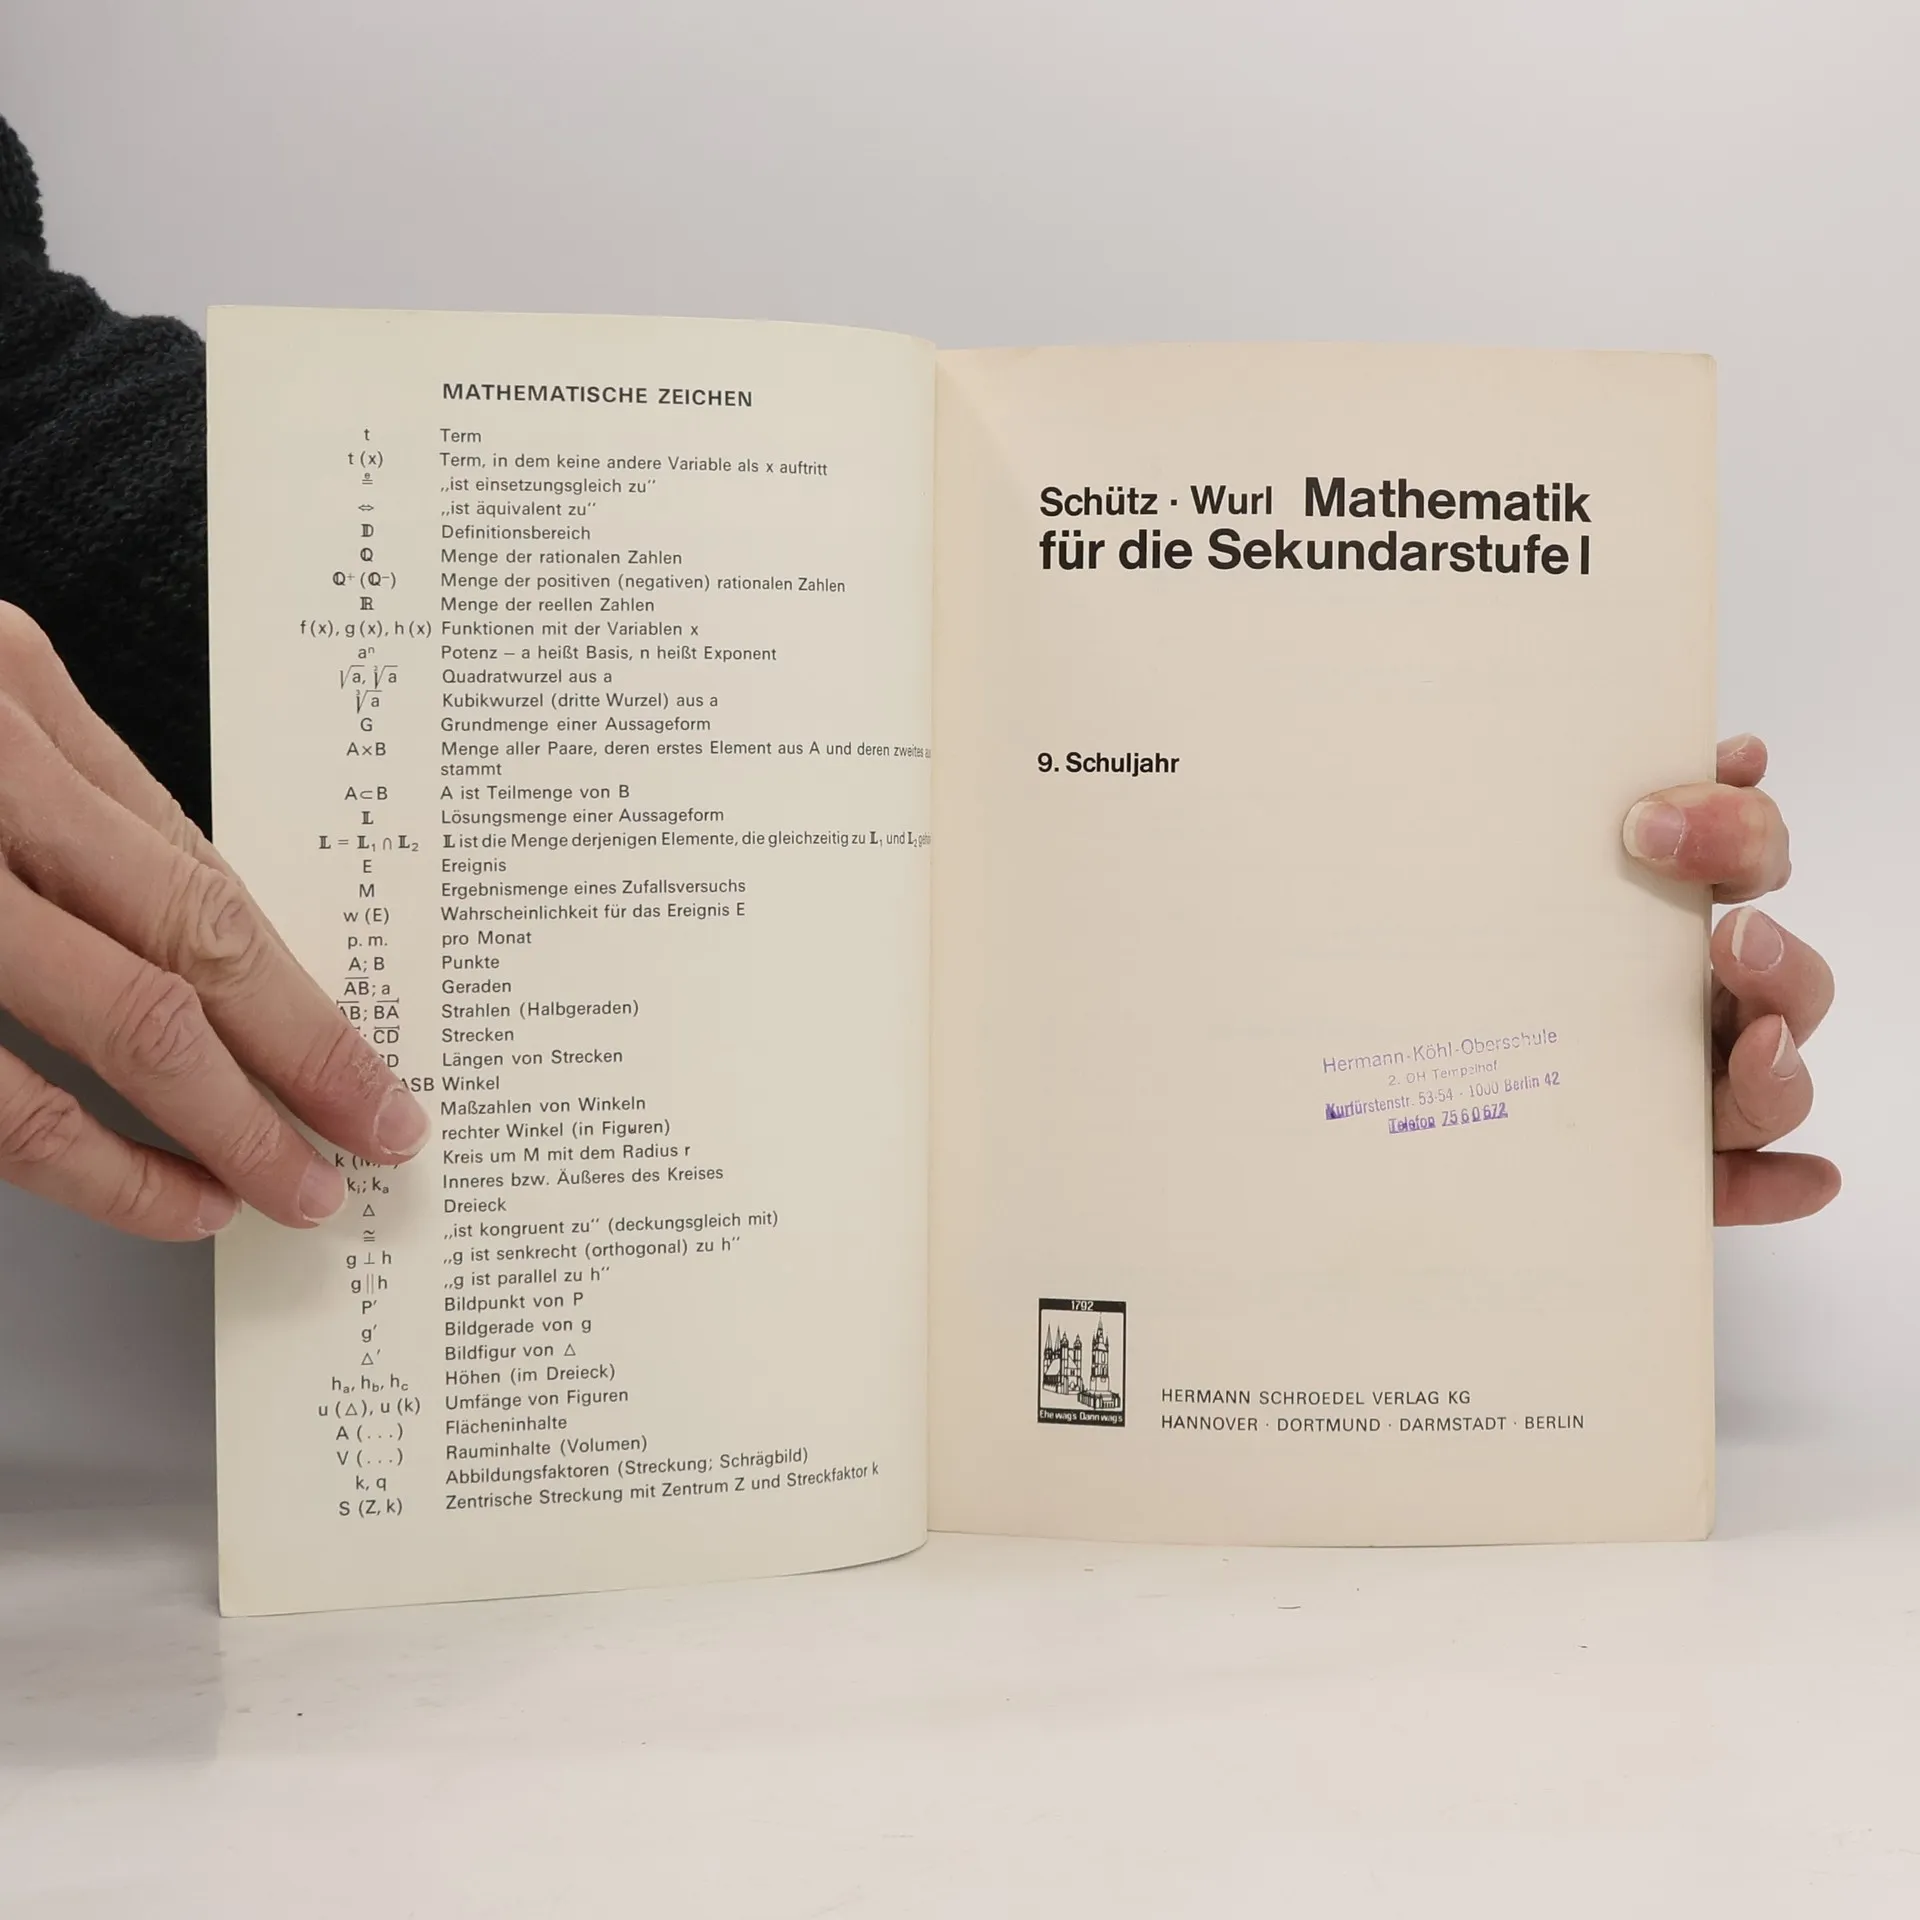 MATHEMATISCHE ZEICHEN
t Term
t (x) Term, in dem keine andere Variable als x auftritt
≗ „ist einsetzungsgleich zu“
⇔ „ist äquivalent zu“
𝔻 Definitionsbereich
ℚ Menge der rationalen Zahlen
ℚ⁺ (ℚ⁻) Menge der positiven (negativen) rationalen Zahlen
ℝ Menge der reellen Zahlen
f (x), g (x), h (x) Funktionen mit der Variablen x
aⁿ Potenz – a heißt Basis, n heißt Exponent
√a, ²√a Quadratwurzel aus a
³√a Kubikwurzel (dritte Wurzel) aus a
G Grundmenge einer Aussageform
A×B Menge aller Paare, deren erstes Element aus A und deren zweites
stammt
A⊂B A ist Teilmenge von B
𝕃 Lösungsmenge einer Aussageform
𝕃 = 𝕃₁ ∩ 𝕃₂ 𝕃 ist die Menge derjenigen Elemente, die gleichzeitig zu 𝕃₁ und 𝕃₂
E Ereignis
M Ergebnismenge eines Zufallsversuchs
w (E) Wahrscheinlichkeit für das Ereignis E
p. m. pro Monat
A; B Punkte
AB; a Geraden
AB; BA Strahlen (Halbgeraden)
CD Strecken
Längen von Strecken
ASB Winkel
Maßzahlen von Winkeln
rechter Winkel (in Figuren)
k Kreis um M mit dem Radius r
kᵢ; kₐ Inneres bzw. Äußeres des Kreises
△ Dreieck
≅ „ist kongruent zu“ (deckungsgleich mit)
g ⊥ h „g ist senkrecht (orthogonal) zu h“
g || h „g ist parallel zu h“
P′ Bildpunkt von P
g′ Bildgerade von g
△′ Bildfigur von △
hₐ, h_b, h_c Höhen (im Dreieck)
u (△), u (k) Umfänge von Figuren
A (. . .) Flächeninhalte
V (. . .) Rauminhalte (Volumen)
k, q Abbildungsfaktoren (Streckung; Schrägbild)
S (Z, k) Zentrische Streckung mit Zentrum Z und Streckfaktor k
Schütz · Wurl Mathematik
für die Sekundarstufe I
9. Schuljahr
Hermann-Köhl-Oberschule
2. OH Tempelhof
Kurfürstenstr. 53-54 · 1000 Berlin 42
Telefon 7560672
1792
Ehe wag's Dann wag's
HERMANN SCHROEDEL VERLAG KG
HANNOVER · DORTMUND · DARMSTADT · BERLIN